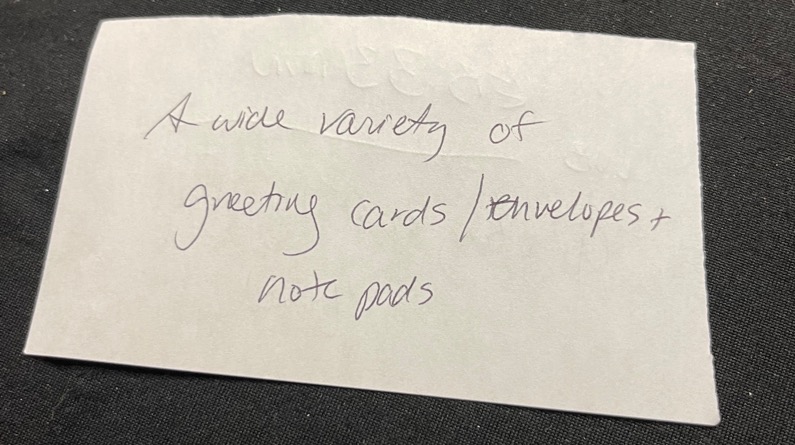 A wide variety of
greeting cards / envelopes +
note pads